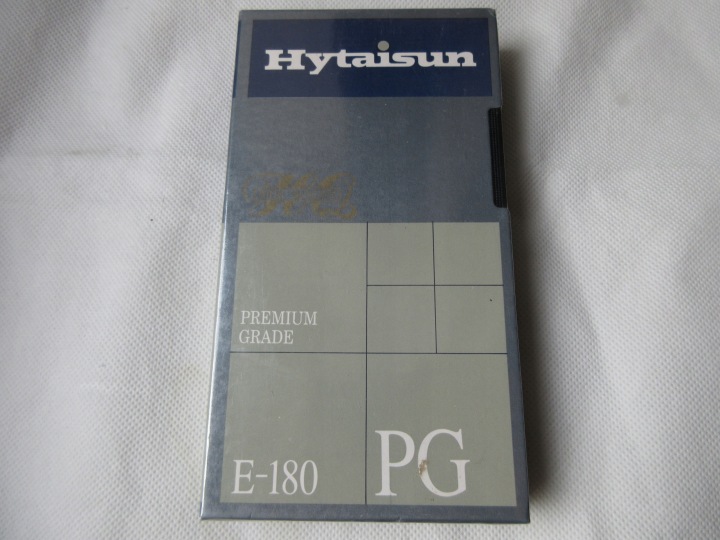 Hytaisun
PREMIUM
GRADE
E-180
PG